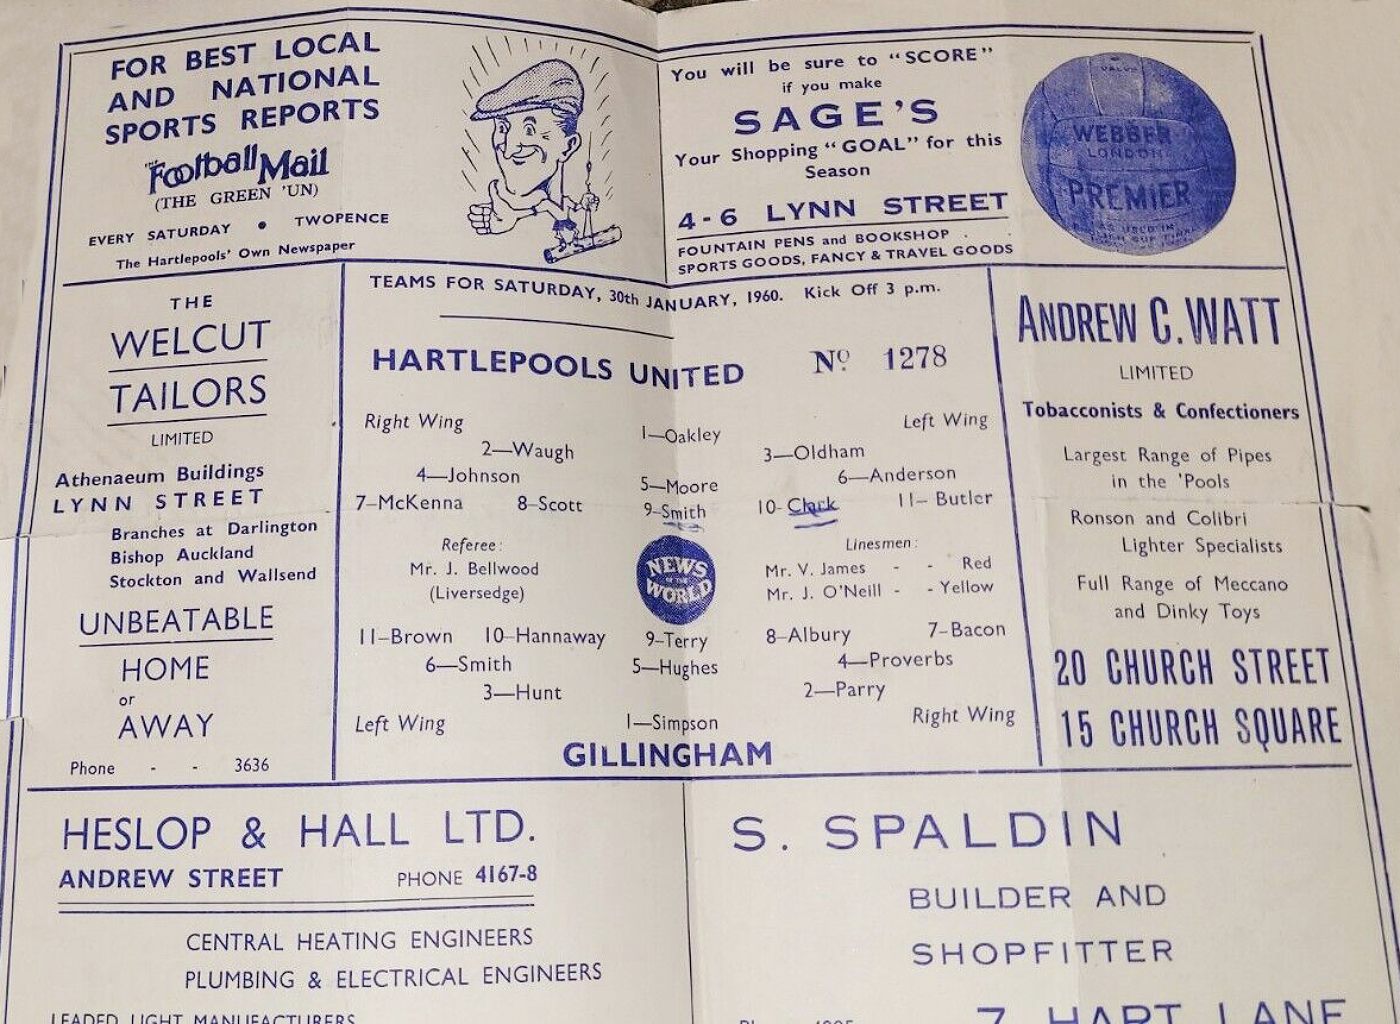 FOR BEST LOCAL
AND NATIONAL
SPORTS REPORTS
THE Football Mail
(THE GREEN 'UN)
EVERY SATURDAY • TWOPENCE
The Hartlepools' Own Newspaper
You will be sure to "SCORE"
if you make
SAGE'S
Your Shopping "GOAL" for this
Season
4-6 LYNN STREET
FOUNTAIN PENS and BOOKSHOP
SPORTS GOODS, FANCY & TRAVEL GOODS
VALVE
WEBBER
LONDON
PREMIER
AS USED IN
THE
WELCUT
TAILORS
LIMITED
Athenaeum Buildings
LYNN STREET
Branches at Darlington
Bishop Auckland
Stockton and Wallsend
UNBEATABLE
HOME
or
AWAY
Phone - - 3636
TEAMS FOR SATURDAY, 30th JANUARY, 1960. Kick Off 3 p.m.
HARTLEPOOLS UNITED Nº 1278
Right Wing 1—Oakley Left Wing
2—Waugh 3—Oldham
4—Johnson 5—Moore 6—Anderson
7—McKenna 8—Scott 9—Smith 10—Clark 11—Butler
Referee: Linesmen:
Mr. J. Bellwood Mr. V. James - - Red
(Liversedge) Mr. J. O'Neill - - Yellow
NEWS
OF THE
WORLD
11—Brown 10—Hannaway 9—Terry 8—Albury 7—Bacon
6—Smith 5—Hughes 4—Proverbs
3—Hunt 2—Parry
Left Wing 1—Simpson Right Wing
GILLINGHAM
ANDREW C. WATT
LIMITED
Tobacconists & Confectioners
Largest Range of Pipes
in the 'Pools
Ronson and Colibri
Lighter Specialists
Full Range of Meccano
and Dinky Toys
20 CHURCH STREET
15 CHURCH SQUARE
HESLOP & HALL LTD.
ANDREW STREET PHONE 4167-8
CENTRAL HEATING ENGINEERS
PLUMBING & ELECTRICAL ENGINEERS
LEADED LIGHT MANUFACTURERS
S. SPALDIN
BUILDER AND
SHOPFITTER
7 HART LANE